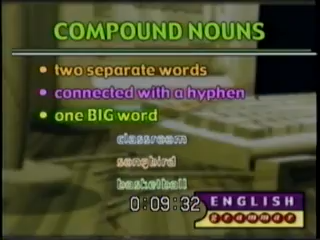 COMPOUND NOUNS
• two separate words
• connected with a hyphen
• one BIG word
classroom
songbird
basketball
0:09:32
ENGLISH
grammar